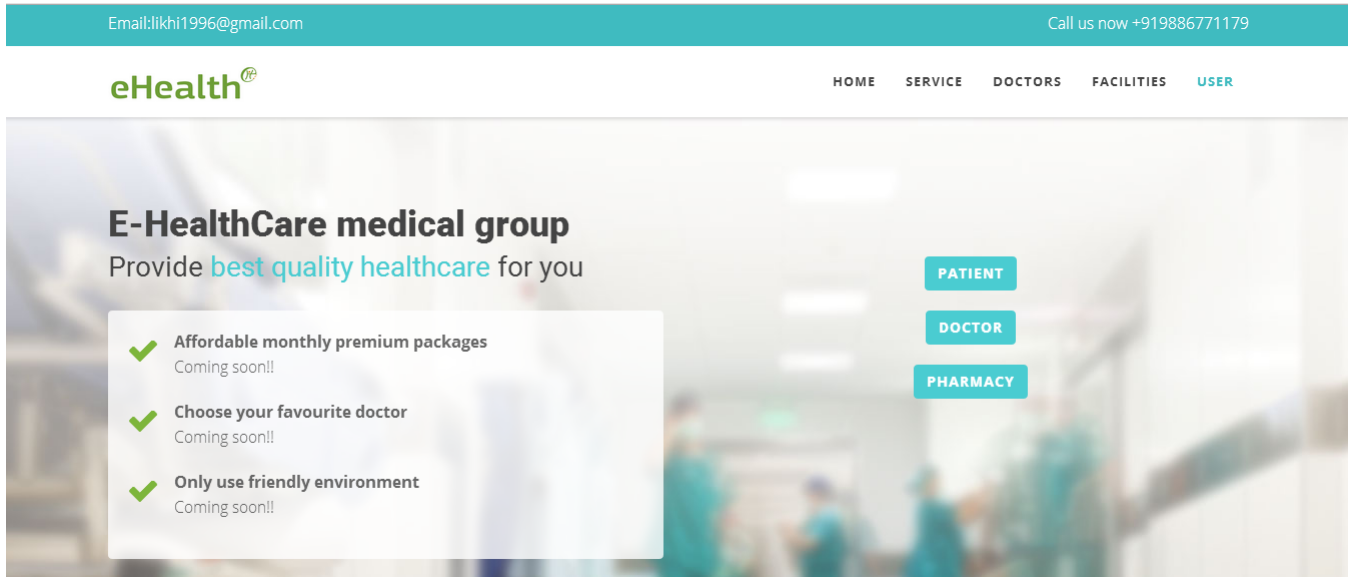 Email:likhi1996@gmail.com
Call us now +919886771179
eHealth
HOME SERVICE DOCTORS FACILITIES USER
E-HealthCare medical group
Provide best quality healthcare for you
Affordable monthly premium packages
Coming soon!!
Choose your favourite doctor
Coming soon!!
Only use friendly environment
Coming soon!!
PATIENT
DOCTOR
PHARMACY